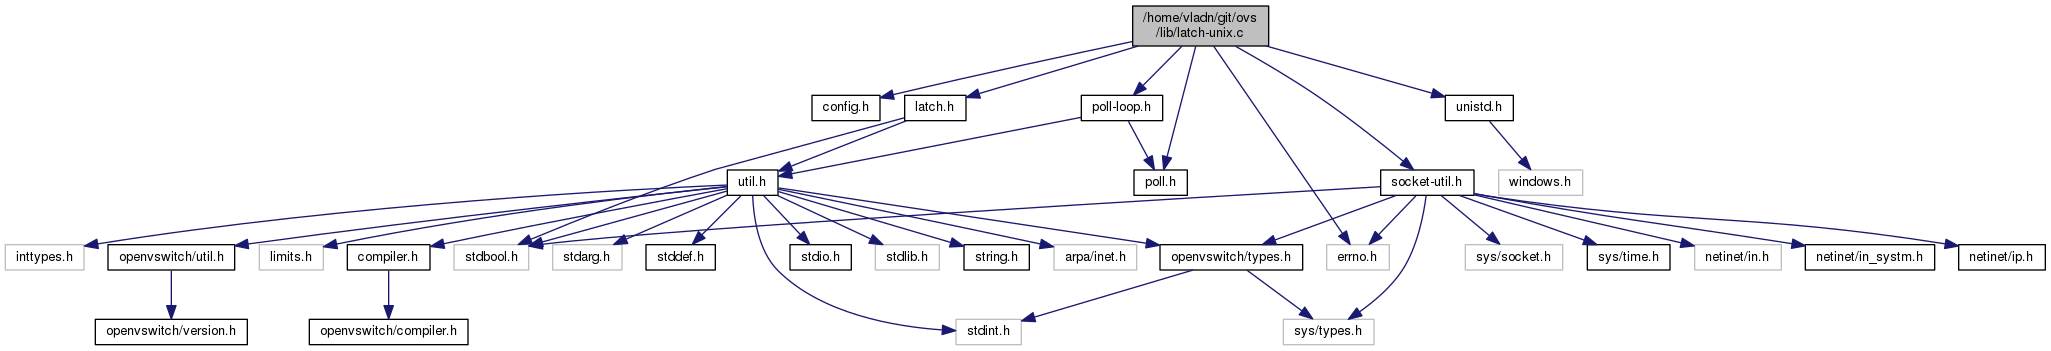 /home/vladn/git/ovs
/lib/latch-unix.c
config.h
latch.h
poll-loop.h
unistd.h
util.h
poll.h
socket-util.h
windows.h
inttypes.h
openvswitch/util.h
limits.h
compiler.h
stdbool.h
stdarg.h
stddef.h
stdio.h
stdlib.h
string.h
arpa/inet.h
openvswitch/types.h
errno.h
sys/socket.h
sys/time.h
netinet/in.h
netinet/in_systm.h
netinet/ip.h
openvswitch/version.h
openvswitch/compiler.h
stdint.h
sys/types.h